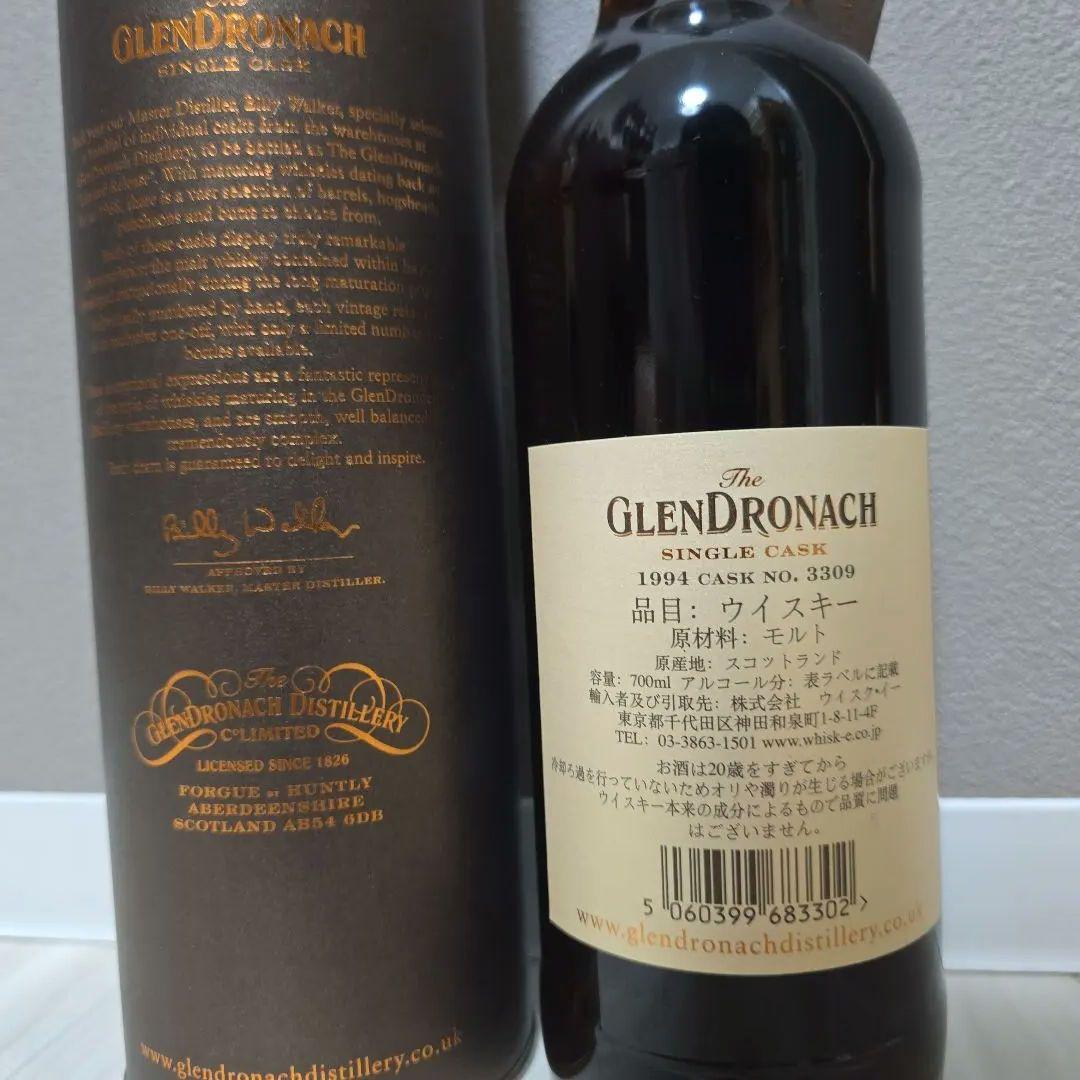 The
GLENDRONACH
SINGLE CASK
our Master Distiller, Billy Walker, specially
of individual casks from the warehouses at
Distillery, to be bottled as The GlenDronach
Release". With maturing whiskies dating back
there is a vast selection of barrels, hogsheads
puncheons and butts to choose from.
of these casks display truly remarkable
the malt whisky contained within
exceptionally during the long maturation
numbered by hand, each vintage
one-off, with only a limited number
bottles available.
expressions are a fantastic
of whiskies maturing in the GlenDronach
and are smooth, well balanced
tremendously complex.
dram is guaranteed to delight and inspire.
Billy Walker
APPROVED BY
BILLY WALKER, MASTER DISTILLER.
The
GLENDRONACH DISTILLERY
Co LIMITED
LICENSED SINCE 1826
FORGUE BY HUNTLY
ABERDEENSHIRE
SCOTLAND AB54 6DB
www.glendronachdistillery.co.uk
The
GLENDRONACH
SINGLE CASK
1994 CASK NO. 3309
品目: ウイスキー
原材料: モルト
原産地: スコットランド
容量: 700ml アルコール分: 表ラベルに記載
輸入者及び引取先: 株式会社 ウイスク・イー
東京都千代田区神田和泉町1-8-11-4F
TEL: 03-3863-1501 www.whisk-e.co.jp
お酒は20歳をすぎてから
冷却ろ過を行っていないためオリや濁りが生じる場合がございますが
ウイスキー本来の成分によるもので品質に問題
はございません。
5 060399 683302 >
www.glendronachdistillery.co.uk